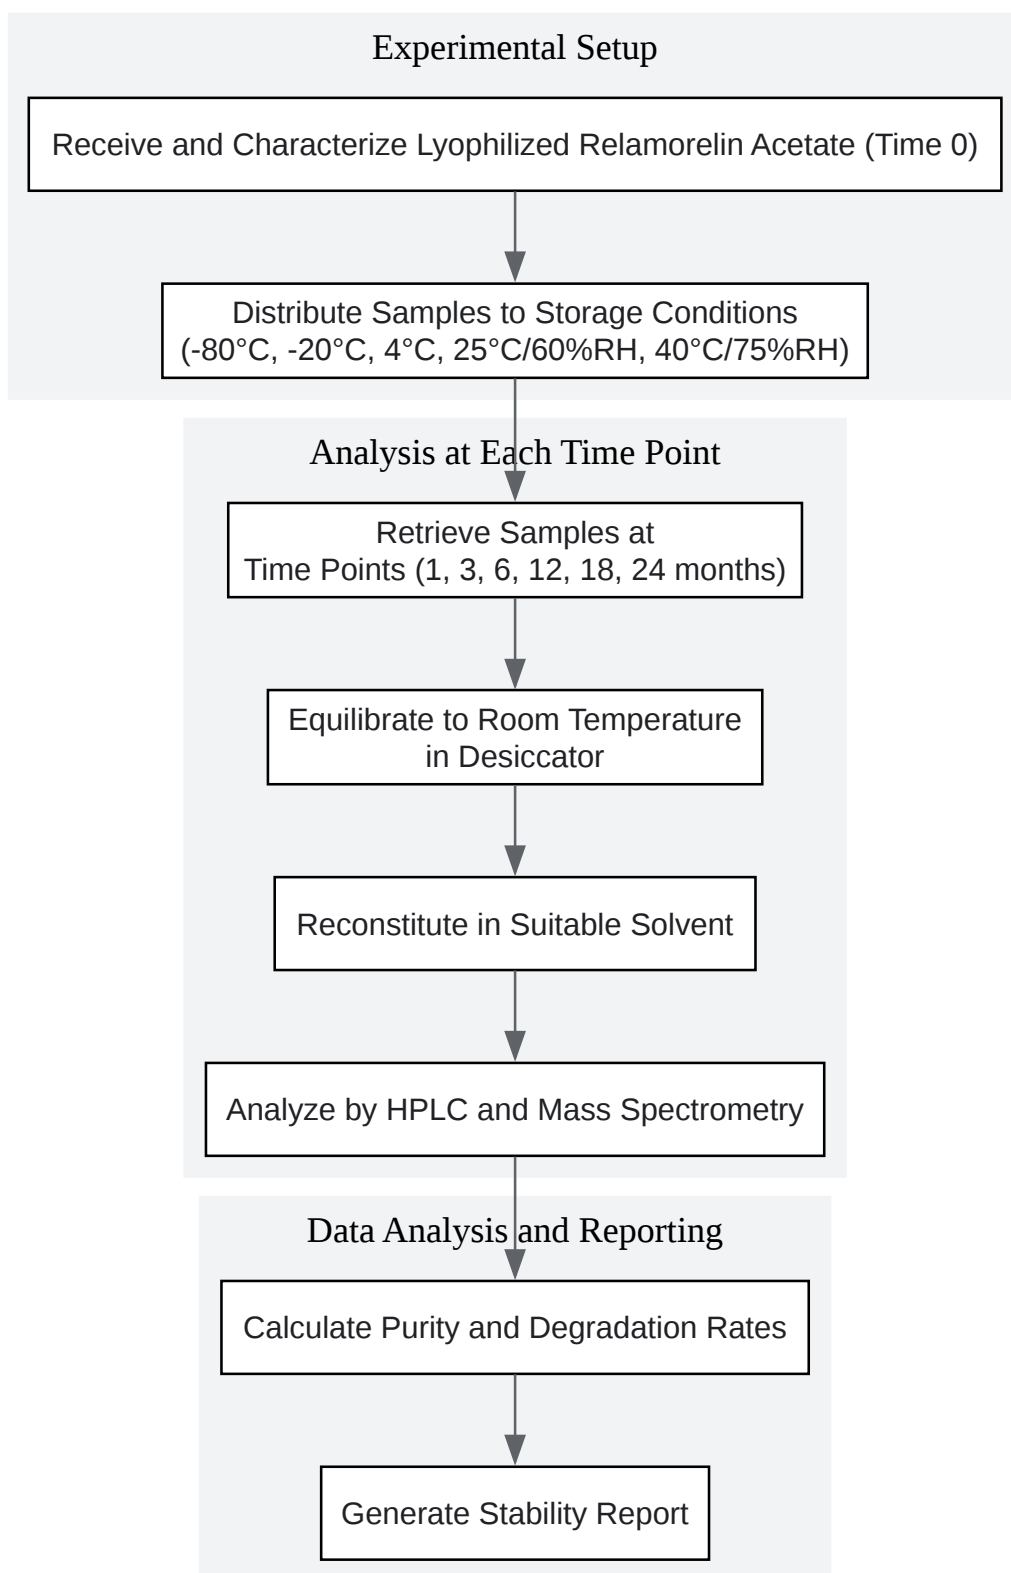 Experimental Setup
Receive and Characterize Lyophilized Relamorelin Acetate (Time 0)
Distribute Samples to Storage Conditions
(-80°C, -20°C, 4°C, 25°C/60%RH, 40°C/75%RH)
Analysis at Each Time Point
Retrieve Samples at
Time Points (1, 3, 6, 12, 18, 24 months)
Equilibrate to Room Temperature
in Desiccator
Reconstitute in Suitable Solvent
Analyze by HPLC and Mass Spectrometry
Data Analysis and Reporting
Calculate Purity and Degradation Rates
Generate Stability Report